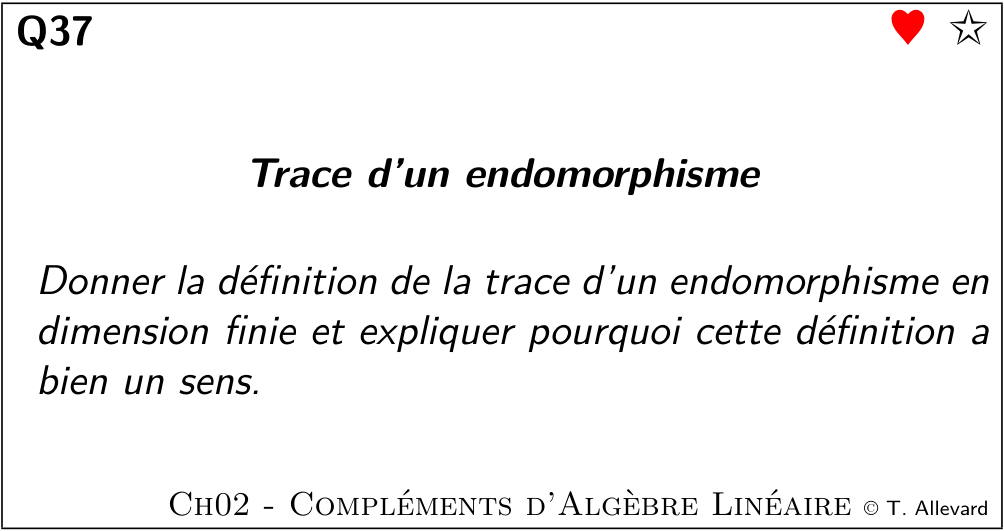 Q37
Trace d'un endomorphisme
Donner la définition de la trace d'un endomorphisme en
dimension finie et expliquer pourquoi cette définition a
bien un sens.
Ch02 - Compléments d'Algèbre Linéaire © T. Allevard